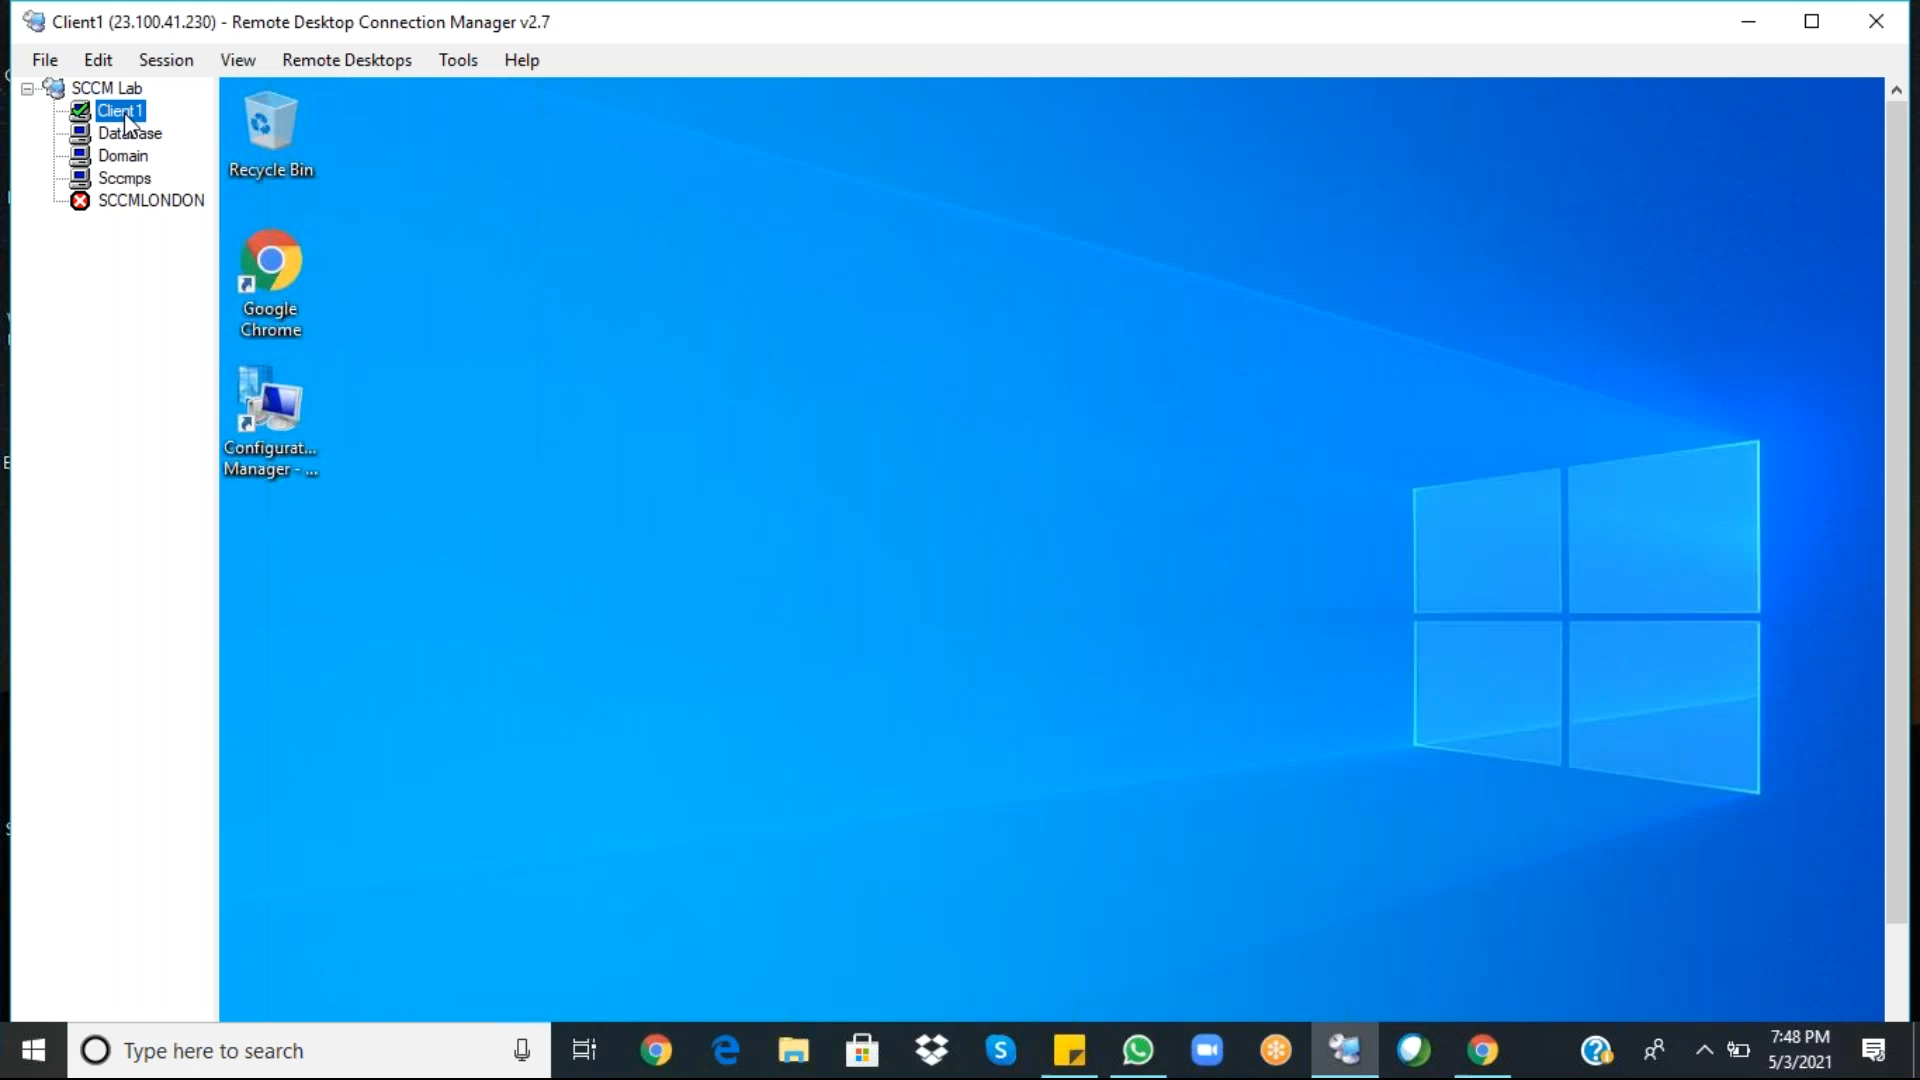 Client1 (23.100.41.230) - Remote Desktop Connection Manager v2.7
File Edit Session View Remote Desktops Tools Help
SCCM Lab
Client1
Database
Domain
Sccmps
SCCMLONDON
Recycle Bin
Google
Chrome
Configurat...
Manager - ...
Type here to search
7:48 PM
5/3/2021